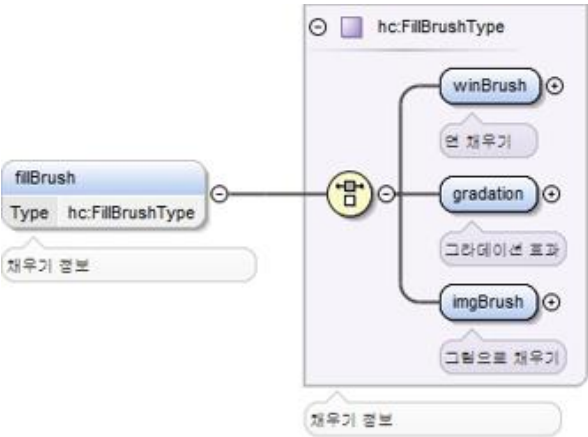 hc:FillBrushType
winBrush
면 채우기
fillBrush
Type hc:FillBrushType
채우기 정보
gradation
그라데이션 효과
imgBrush
그림으로 채우기
채우기 정보